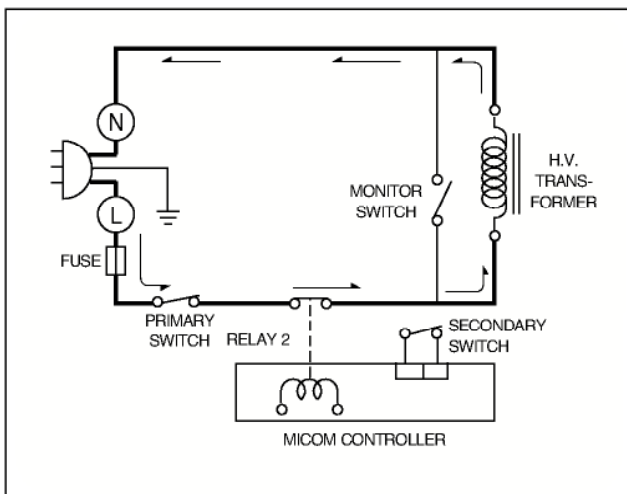 N
H.V.
TRANS-
FORMER
MONITOR
SWITCH
L
FUSE
PRIMARY
SWITCH
RELAY 2
SECONDARY
SWITCH
MICOM CONTROLLER